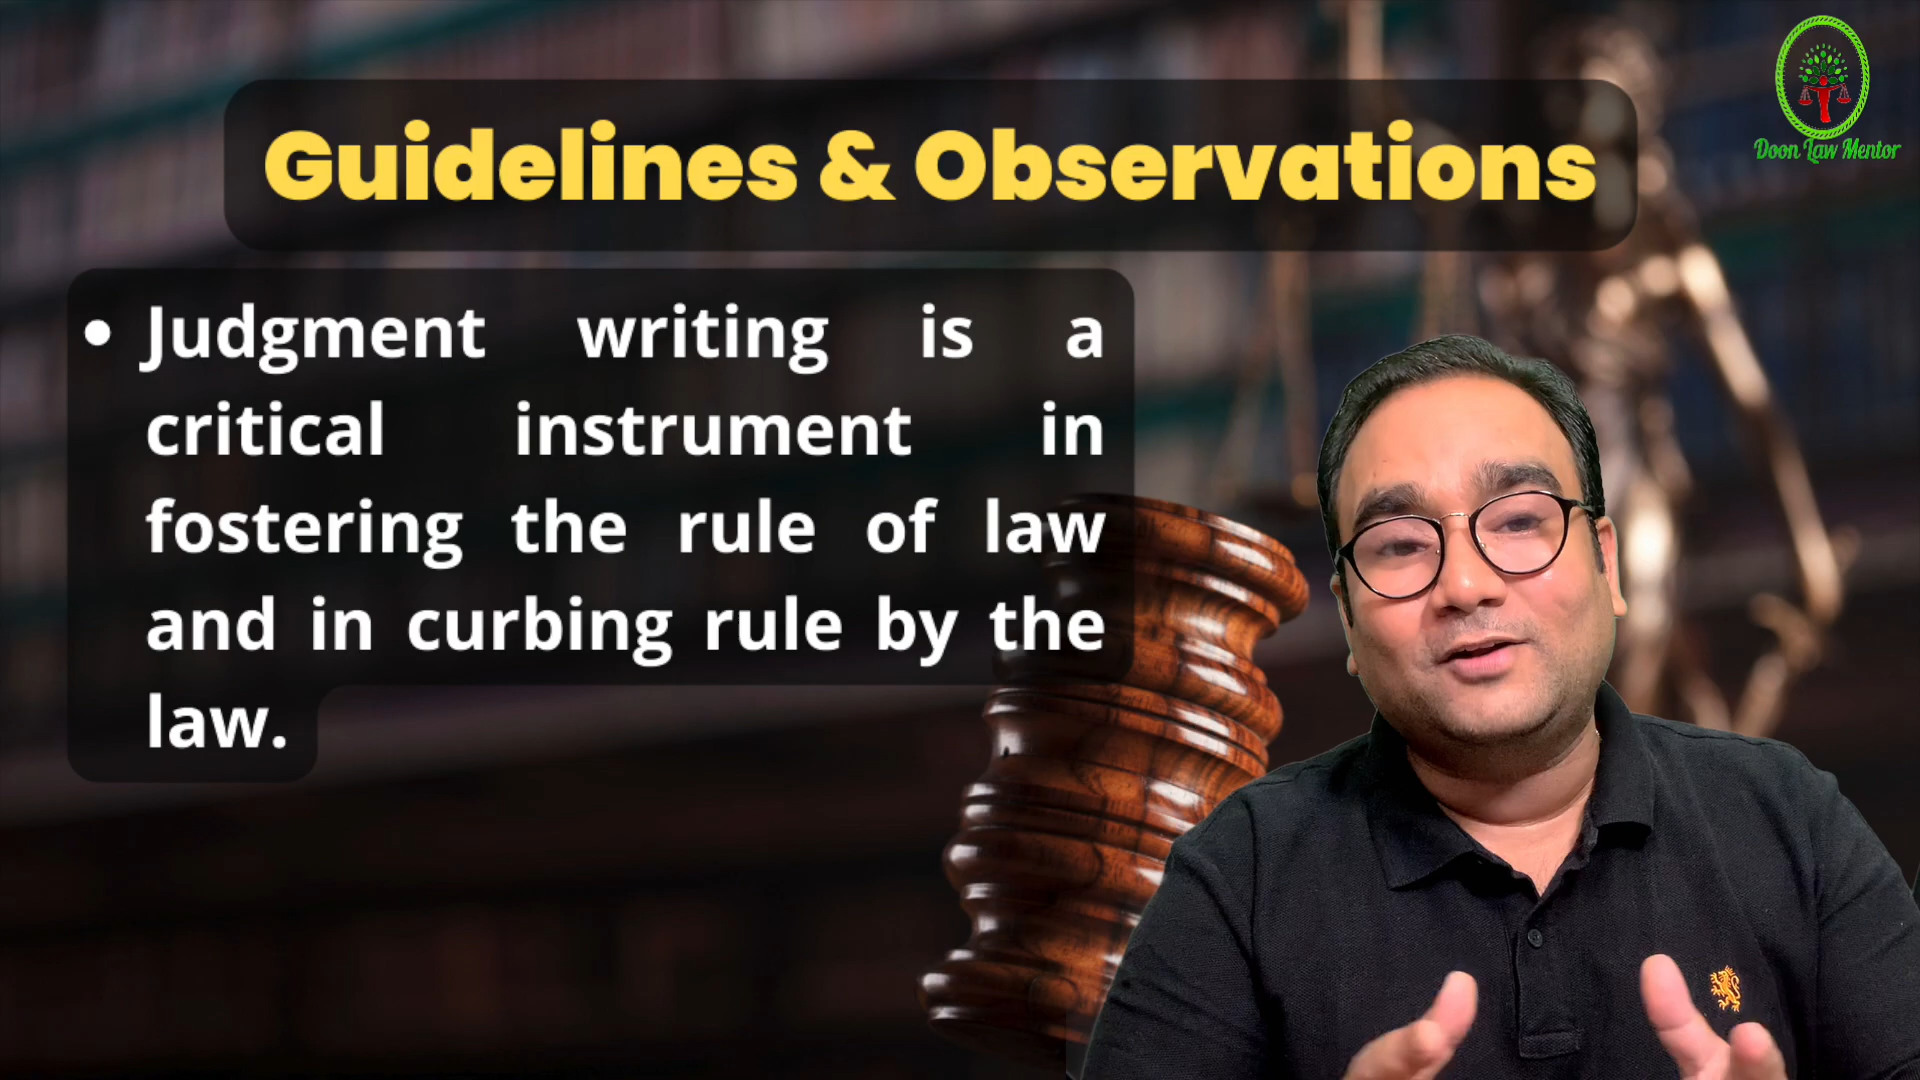 Doon Law Mentor
Guidelines & Observations
• Judgment writing is a
critical instrument in
fostering the rule of law
and in curbing rule by the
law.